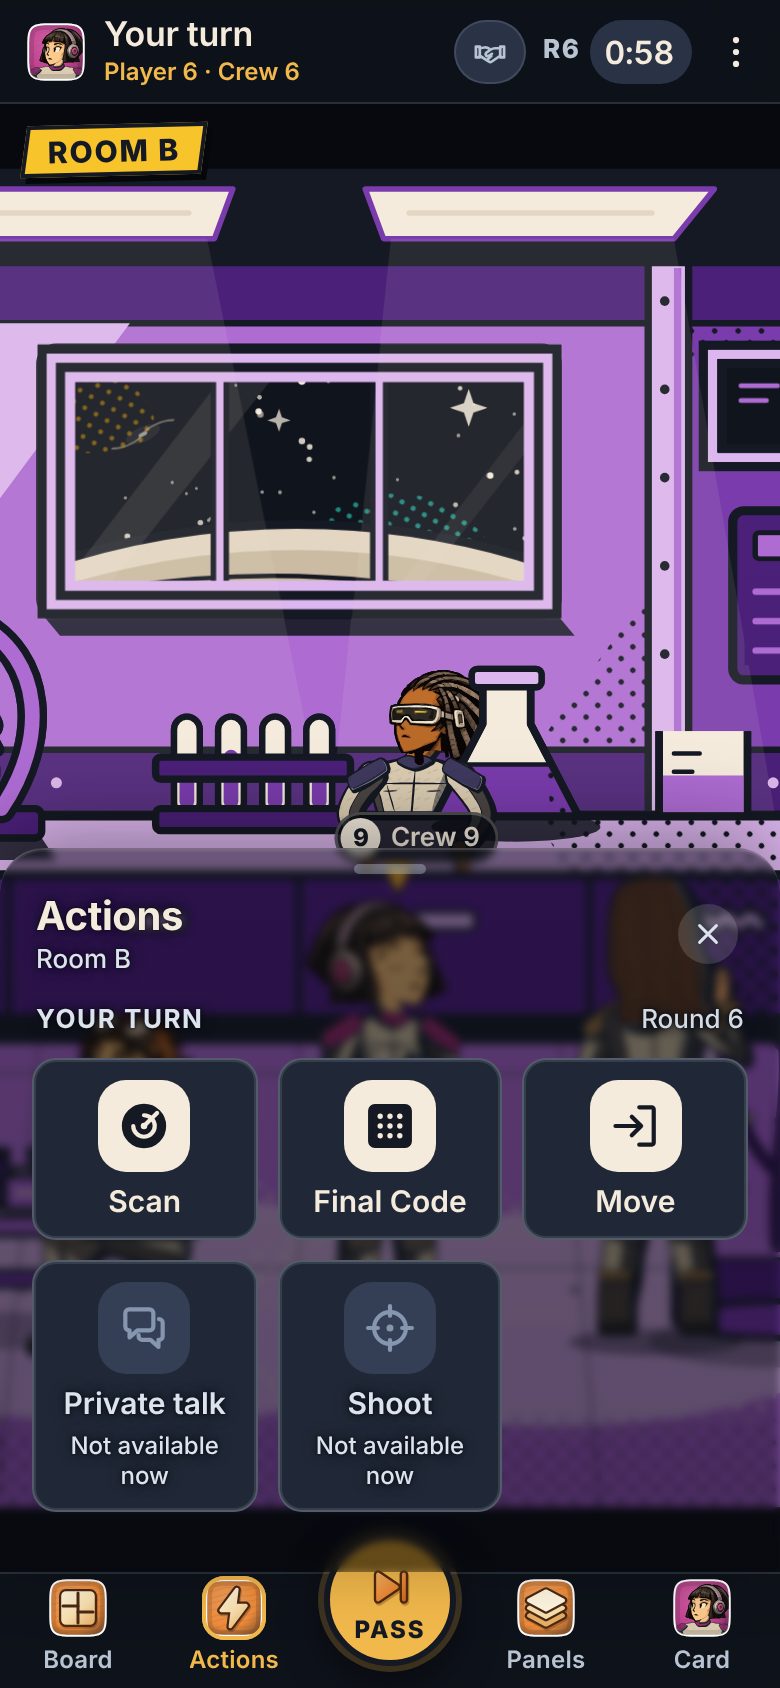 Your turn
Player 6 · Crew 6
R6
0:58
ROOM B
9 Crew 9
Actions
Room B
YOUR TURN
Round 6
Scan
Final Code
Move
Private talk
Not available
now
Shoot
Not available
now
PASS
Board
Actions
Panels
Card